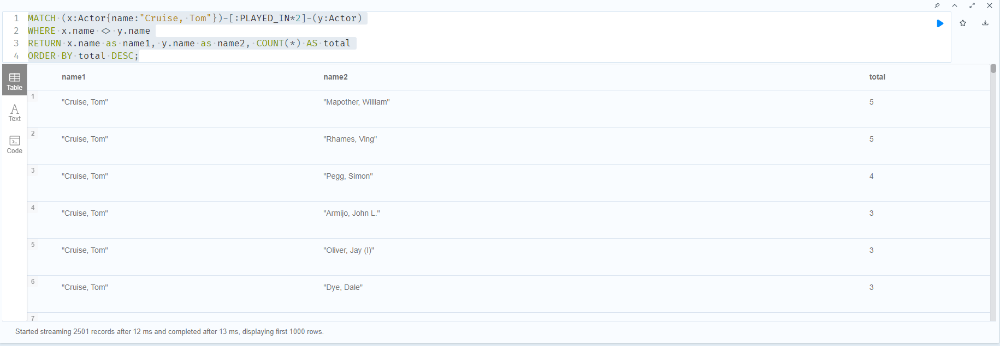 1 MATCH (x:Actor{name:"Cruise, Tom"})-[:PLAYED_IN*2]-(y:Actor)
2 WHERE x.name <> y.name
3 RETURN x.name as name1, y.name as name2, COUNT(*) AS total
4 ORDER BY total DESC;
Table
Text
Code
name1 name2 total
1 "Cruise, Tom" "Mapother, William" 5
2 "Cruise, Tom" "Rhames, Ving" 5
3 "Cruise, Tom" "Pegg, Simon" 4
4 "Cruise, Tom" "Armijo, John L." 3
5 "Cruise, Tom" "Oliver, Jay (I)" 3
6 "Cruise, Tom" "Dye, Dale" 3
7
Started streaming 2501 records after 12 ms and completed after 13 ms, displaying first 1000 rows.